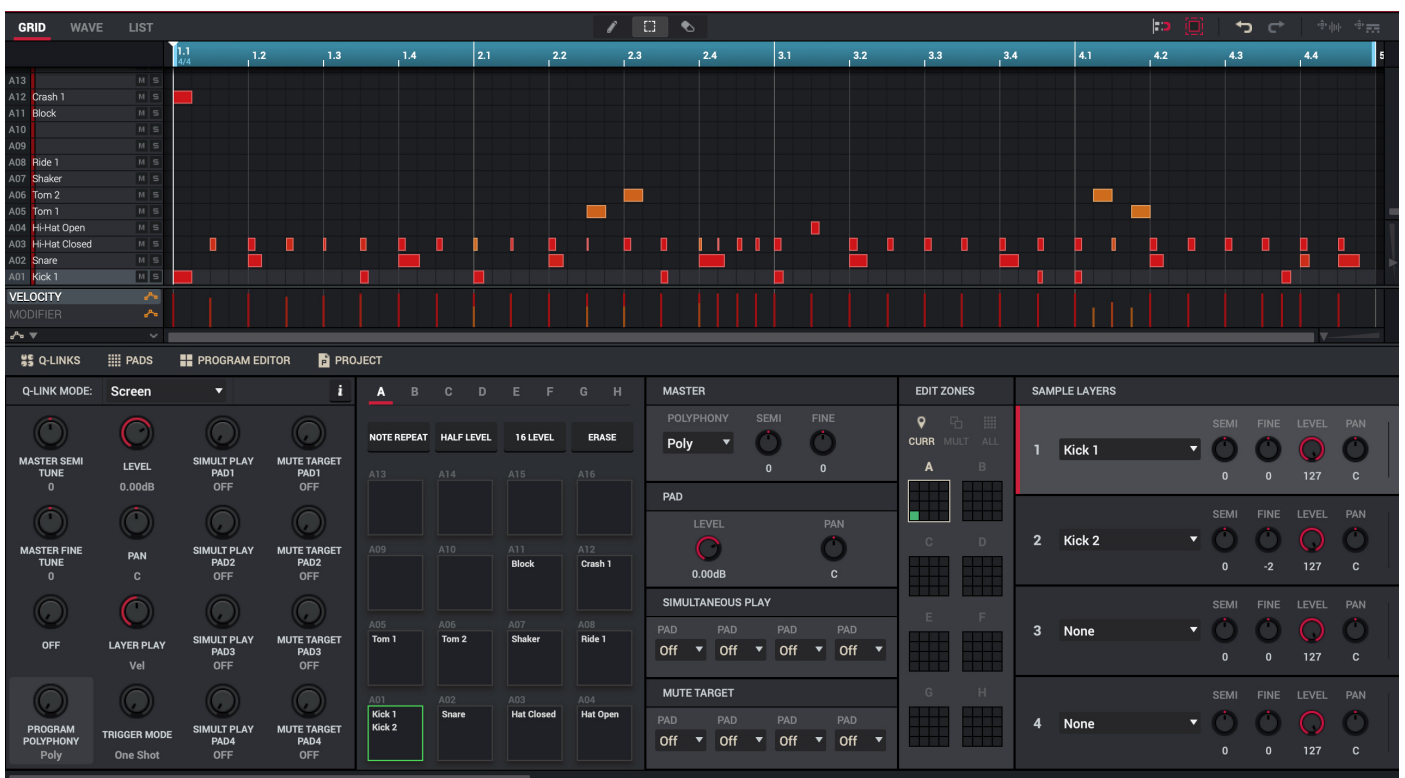 GRID WAVE LIST
1.1 1.2 1.3 1.4 2.1 2.2 2.3 2.4 3.1 3.2 3.3 3.4 4.1 4.2 4.3 4.4 5
4/4
A13 M S
A12 Crash 1 M S
A11 Block M S
A10 M S
A09 M S
A08 Ride 1 M S
A07 Shaker M S
A06 Tom 2 M S
A05 Tom 1 M S
A04 Hi-Hat Open M S
A03 Hi-Hat Closed M S
A02 Snare M S
A01 Kick 1 M S
VELOCITY
MODIFIER
Q-LINKS PADS PROGRAM EDITOR P PROJECT
Q-LINK MODE: Screen i
MASTER SEMI TUNE
0
LEVEL
0.00dB
SIMULT PLAY PAD1
OFF
MUTE TARGET PAD1
OFF
MASTER FINE TUNE
0
PAN
C
SIMULT PLAY PAD2
OFF
MUTE TARGET PAD2
OFF
OFF
LAYER PLAY
Vel
SIMULT PLAY PAD3
OFF
MUTE TARGET PAD3
OFF
PROGRAM POLYPHONY
Poly
TRIGGER MODE
One Shot
SIMULT PLAY PAD4
OFF
MUTE TARGET PAD4
OFF
A B C D E F G H
NOTE REPEAT HALF LEVEL 16 LEVEL ERASE
A13 A14 A15 A16
A09 A10 A11 A12
Block Crash 1
A05 A06 A07 A08
Tom 1 Tom 2 Shaker Ride 1
A01 A02 A03 A04
Kick 1 Snare Hat Closed Hat Open
Kick 2
MASTER
POLYPHONY SEMI FINE
Poly
0 0
PAD
LEVEL PAN
0.00dB C
SIMULTANEOUS PLAY
PAD PAD PAD PAD
Off Off Off Off
MUTE TARGET
PAD PAD PAD PAD
Off Off Off Off
EDIT ZONES
CURR MULT ALL
A B
C D
E F
G H
SAMPLE LAYERS
SEMI FINE LEVEL PAN
1 Kick 1
0 0 127 C
SEMI FINE LEVEL PAN
2 Kick 2
0 -2 127 C
SEMI FINE LEVEL PAN
3 None
0 0 127 C
SEMI FINE LEVEL PAN
4 None
0 0 127 C